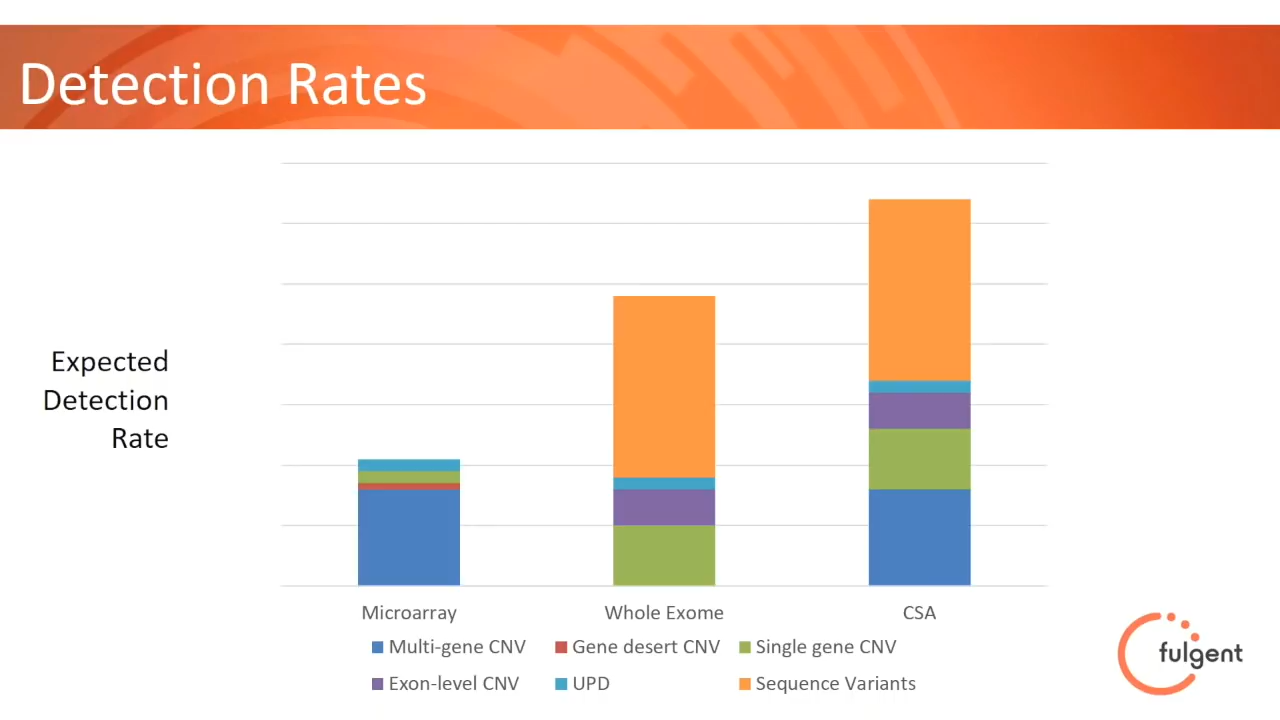 Detection Rates
Expected
Detection
Rate
Microarray
Whole Exome
CSA
Multi-gene CNV
Gene desert CNV
Single gene CNV
Exon-level CNV
UPD
Sequence Variants
fulgent